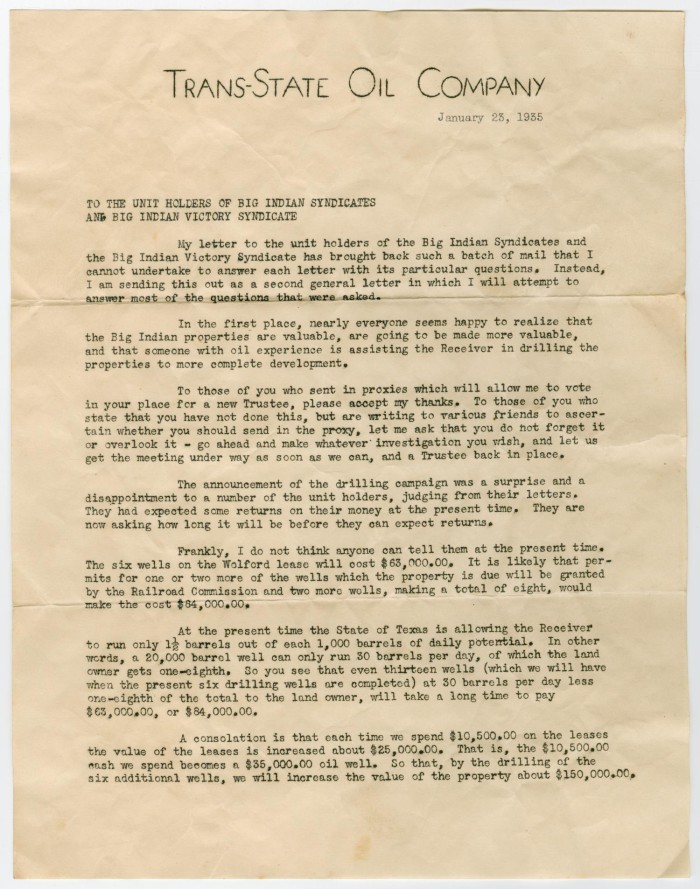 TRANS-STATE OIL COMPANY
January 23, 1935
TO THE UNIT HOLDERS OF BIG INDIAN SYNDICATES
AND BIG INDIAN VICTORY SYNDICATE
My letter to the unit holders of the Big Indian Syndicates and
the Big Indian Victory Syndicate has brought back such a batch of mail that I
cannot undertake to answer each letter with its particular questions. Instead,
I am sending this out as a second general letter in which I will attempt to
answer most of the questions that were asked.
In the first place, nearly everyone seems happy to realize that
the Big Indian properties are valuable, are going to be made more valuable,
and that someone with oil experience is assisting the Receiver in drilling the
properties to more complete development.
To those of you who sent in proxies which will allow me to vote
in your place for a new Trustee, please accept my thanks. To those of you who
state that you have not done this, but are writing to various friends to ascer-
tain whether you should send in the proxy, let me ask that you do not forget it
or overlook it - go ahead and make whatever investigation you wish, and let us
get the meeting under way as soon as we can, and a Trustee back in place.
The announcement of the drilling campaign was a surprise and a
disappointment to a number of the unit holders, judging from their letters.
They had expected some returns on their money at the present time. They are
now asking how long it will be before they can expect returns.
Frankly, I do not think anyone can tell them at the present time.
The six wells on the Wolford lease will cost $63,000.00. It is likely that per-
mits for one or two more of the wells which the property is due will be granted
by the Railroad Commission and two more wells, making a total of eight, would
make the cost $84,000.00.
At the present time the State of Texas is allowing the Receiver
to run only 1½ barrels out of each 1,000 barrels of daily potential. In other
words, a 20,000 barrel well can only run 30 barrels per day, of which the land
owner gets one-eighth. So you see that even thirteen wells (which we will have
when the present six drilling wells are completed) at 30 barrels per day less
one-eighth of the total to the land owner, will take a long time to pay
$63,000.00, or $84,000.00.
A consolation is that each time we spend $10,500.00 on the leases
the value of the leases is increased about $25,000.00. That is, the $10,500.00
cash we spend becomes a $35,000.00 oil well. So that, by the drilling of the
six additional wells, we will increase the value of the property about $150,000.00.